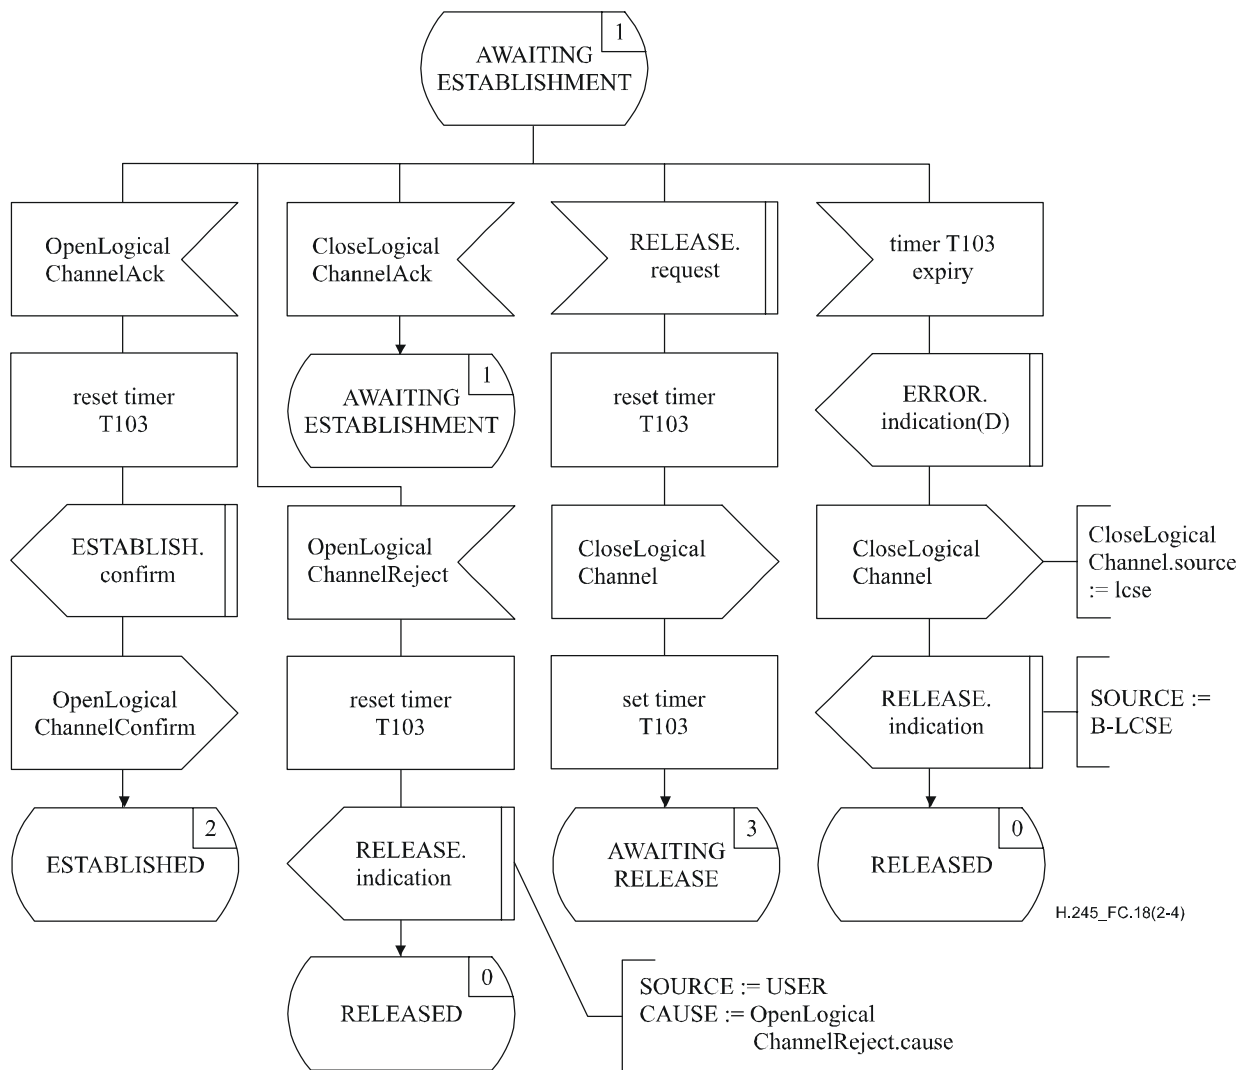 1
AWAITING
ESTABLISHMENT
OpenLogical
ChannelAck
CloseLogical
ChannelAck
RELEASE.
request
timer T103
expiry
reset timer
T103
1
AWAITING
ESTABLISHMENT
reset timer
T103
ERROR.
indication(D)
ESTABLISH.
confirm
OpenLogical
ChannelReject
CloseLogical
Channel
CloseLogical
Channel
CloseLogical
Channel.source
:= lcse
OpenLogical
ChannelConfirm
reset timer
T103
set timer
T103
RELEASE.
indication
SOURCE :=
B-LCSE
2
ESTABLISHED
RELEASE.
indication
3
AWAITING
RELEASE
0
RELEASED
H.245_FC.18(2-4)
0
RELEASED
SOURCE := USER
CAUSE := OpenLogical
ChannelReject.cause